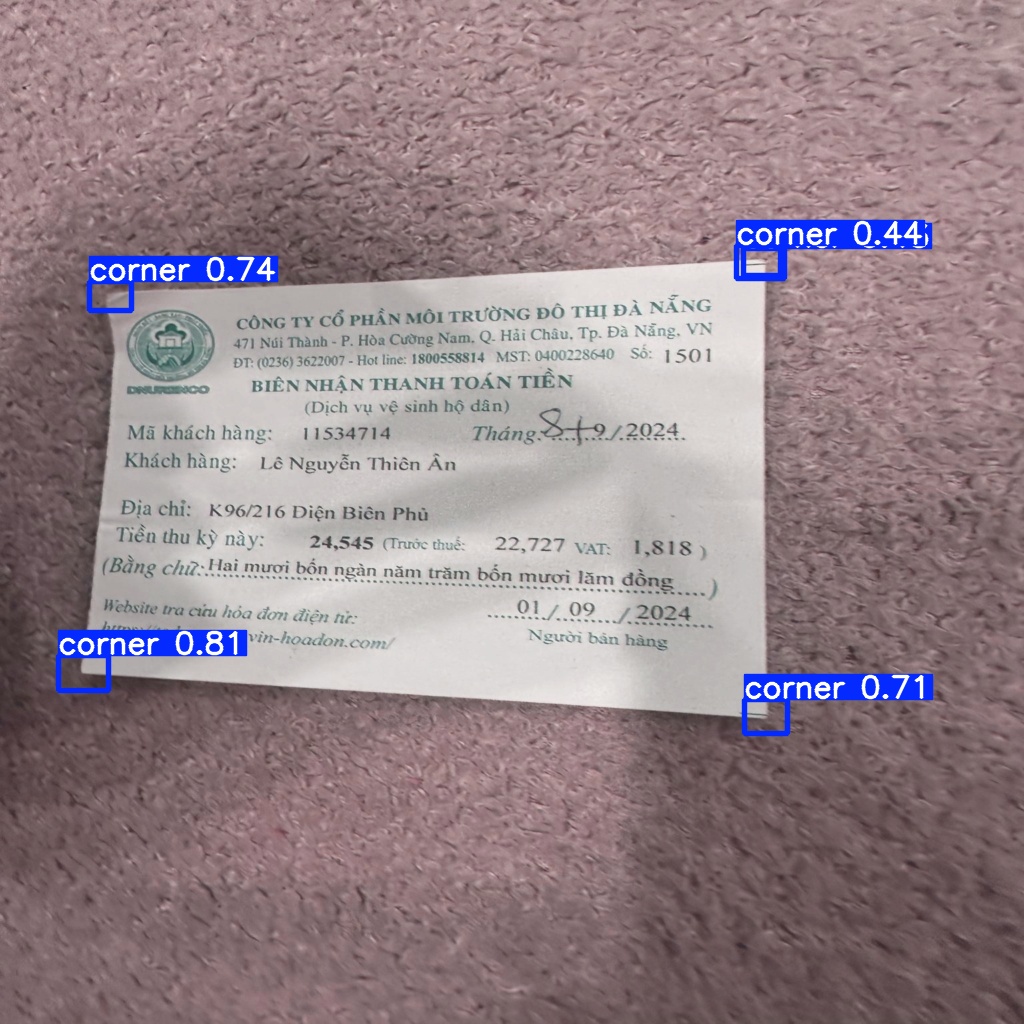 corner 0.44
corner 0.74
CÔNG TY CỔ PHẦN MÔI TRƯỜNG ĐÔ THỊ ĐÀ NẴNG
471 Núi Thành - P. Hòa Cường Nam, Q. Hải Châu, Tp. Đà Nẵng, VN
ĐT: (0236) 3622007 - Hot line: 1800558814 MST: 0400228640 Số: 1501
DNURENCO
BIÊN NHẬN THANH TOÁN TIỀN
(Dịch vụ vệ sinh hộ dân)
Mã khách hàng: 11534714 Tháng: 8+9/2024
Khách hàng: Lê Nguyễn Thiên Ân
Địa chỉ: K96/216 Điện Biên Phủ
Tiền thu kỳ này: 24,545 (Trước thuế: 22,727 VAT: 1,818 )
(Bằng chữ: Hai mươi bốn ngàn năm trăm bốn mươi lăm đồng )
01 / 09 / 2024
Website tra cứu hóa đơn điện tử:
Người bán hàng
vin-hoadon.com/
corner 0.81
corner 0.71